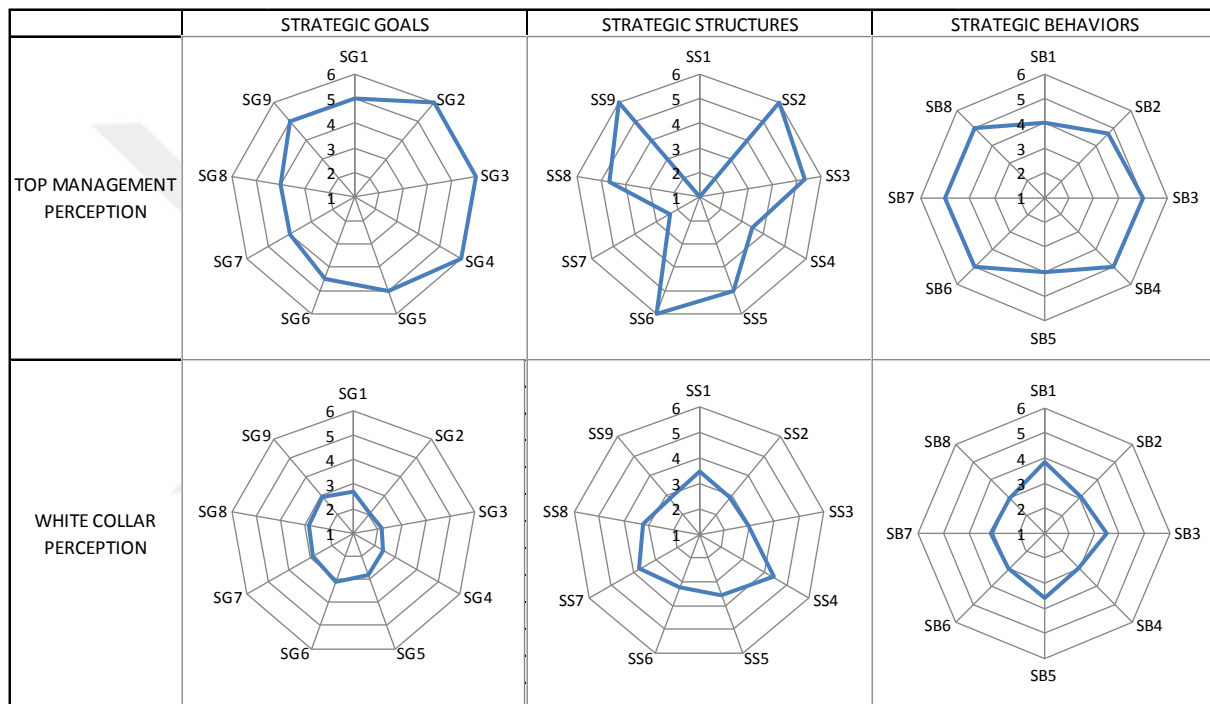 STRATEGIC GOALS
STRATEGIC STRUCTURES
STRATEGIC BEHAVIORS
TOP MANAGEMENT
PERCEPTION
SG1
SG2
SG3
SG4
SG5
SG6
SG7
SG8
SG9
6
5
4
3
2
1
SS1
SS2
SS3
SS4
SS5
SS6
SS7
SS8
SS9
6
5
4
3
2
1
SB1
SB2
SB3
SB4
SB5
SB6
SB7
SB8
6
5
4
3
2
1
WHITE COLLAR
PERCEPTION
SG1
SG2
SG3
SG4
SG5
SG6
SG7
SG8
SG9
6
5
4
3
2
1
SS1
SS2
SS3
SS4
SS5
SS6
SS7
SS8
SS9
6
5
4
3
2
1
SB1
SB2
SB3
SB4
SB5
SB6
SB7
SB8
6
5
4
3
2
1